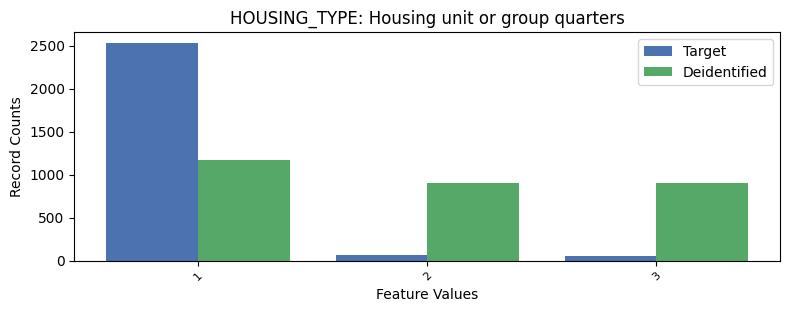 HOUSING_TYPE: Housing unit or group quarters
Target
Deidentified
Record Counts
2500
2000
1500
1000
500
0
1
2
3
Feature Values